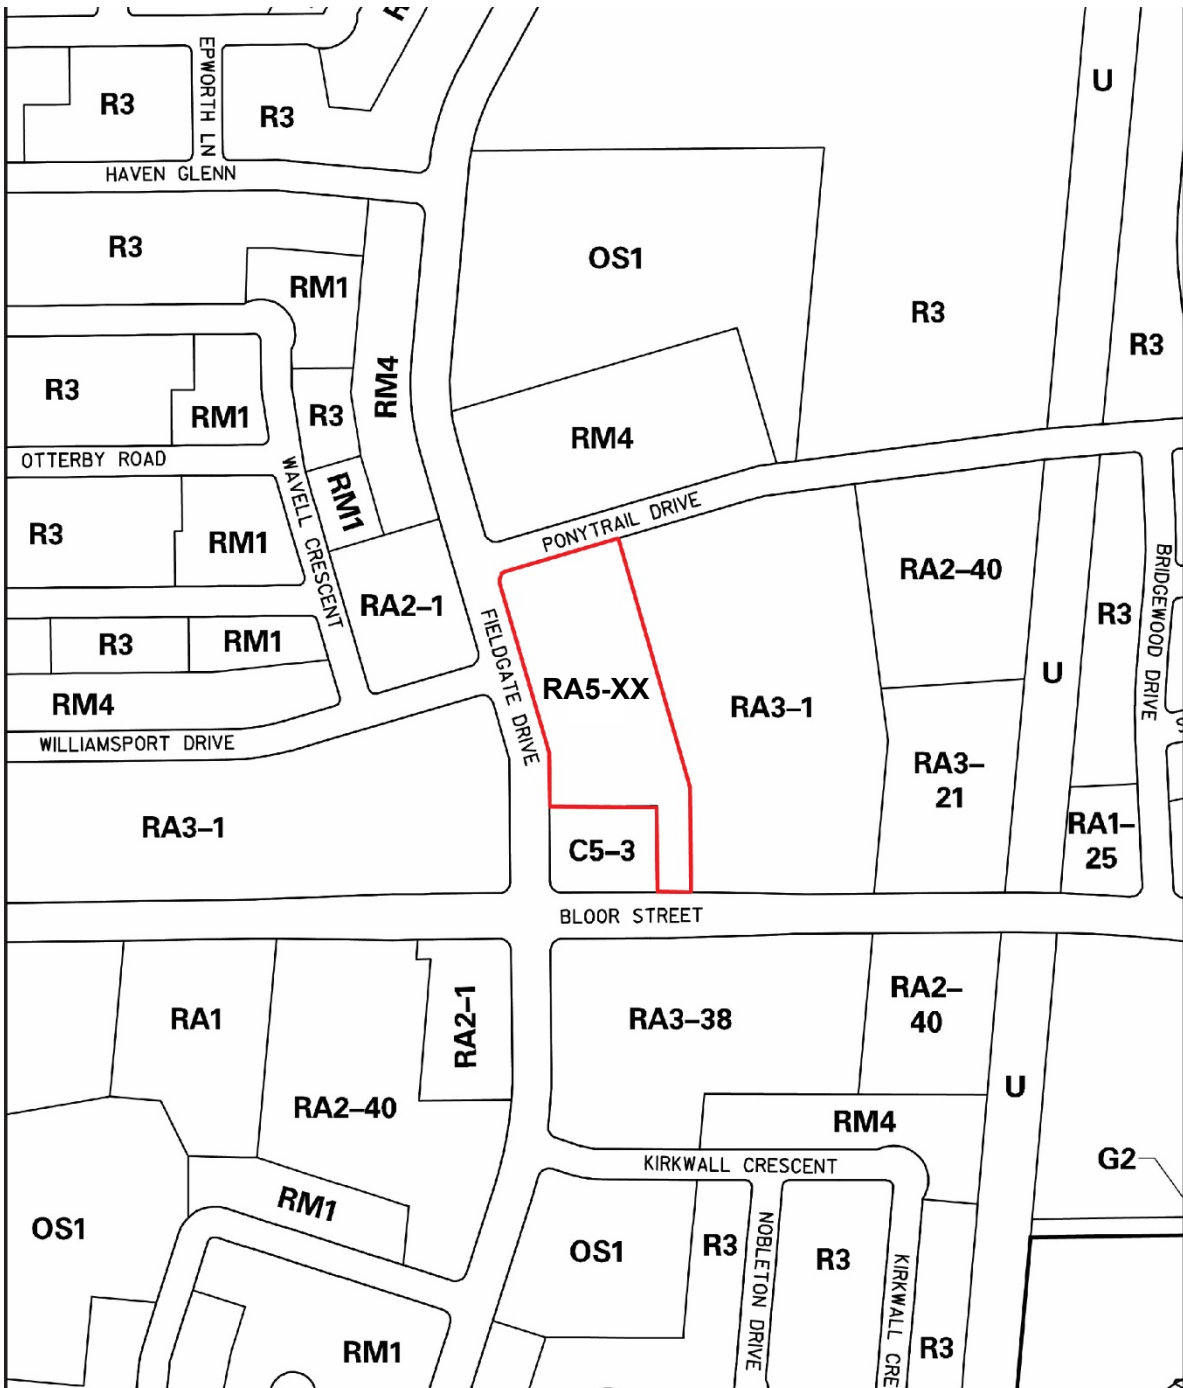 R
EPWORTH LN
U
R3
R3
HAVEN GLENN
R3
RM1
OS1
R3
R3
RM4
R3
RM1
R3
RM4
OTTERBY ROAD
WAVELL CRESCENT
RM1
PONYTRAIL DRIVE
R3
RM1
RA2–1
RA2–40
BRIDGEWOOD DRIVE
R3
FIELDGATE DRIVE
R3
RM1
RA5-XX
RA3–1
U
RM4
WILLIAMSPORT DRIVE
RA3–
21
RA3–1
C5–3
RA1–
25
BLOOR STREET
RA1
RA2–1
RA3–38
RA2–
40
U
RA2–40
RM4
KIRKWALL CRESCENT
G2
RM1
OS1
OS1
R3
NOBLETON DRIVE
R3
KIRKWALL CRE
RM1
R3